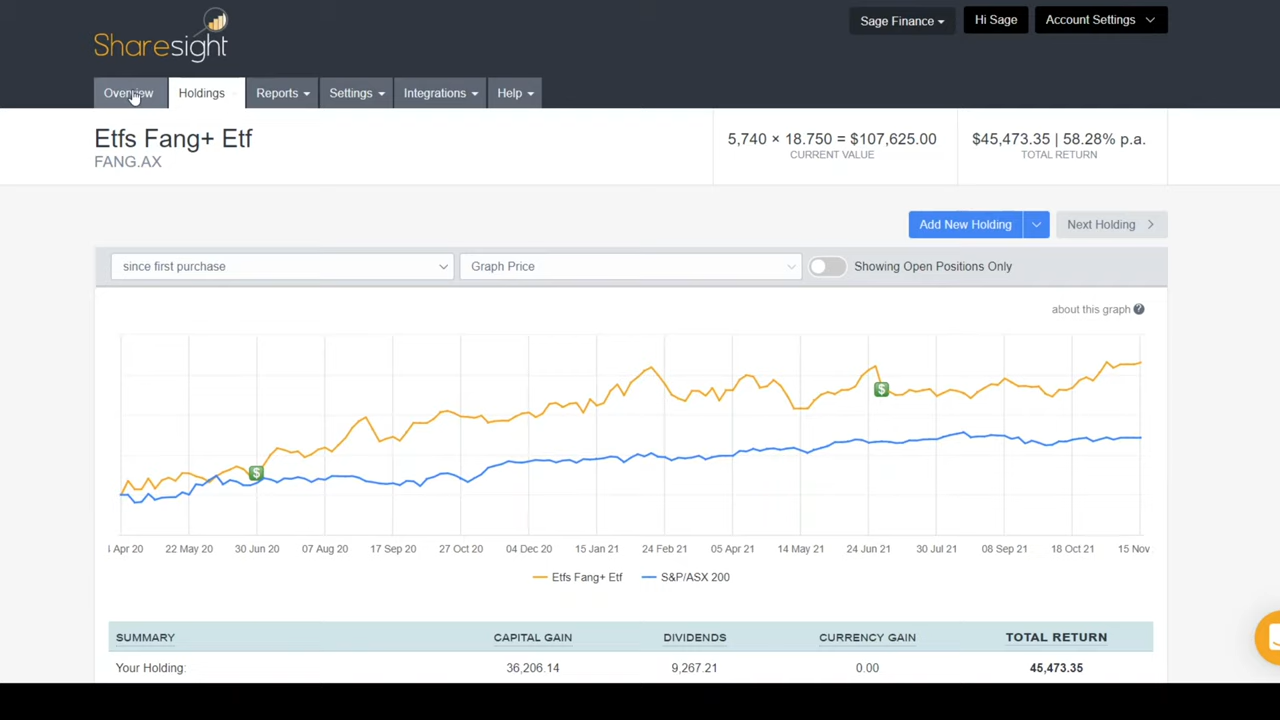 Sharesight
Sage Finance
Hi Sage
Account Settings
Overview
Holdings
Reports
Settings
Integrations
Help
Etfs Fang+ Etf
FANG.AX
5,740 × 18.750 = $107,625.00
CURRENT VALUE
$45,473.35 | 58.28% p.a.
TOTAL RETURN
Add New Holding
Next Holding
since first purchase
Graph Price
Showing Open Positions Only
about this graph ?
$
$
Apr 20 22 May 20 30 Jun 20 07 Aug 20 17 Sep 20 27 Oct 20 04 Dec 20 15 Jan 21 24 Feb 21 05 Apr 21 14 May 21 24 Jun 21 30 Jul 21 08 Sep 21 18 Oct 21 15 Nov
Etfs Fang+ Etf S&P/ASX 200
SUMMARY CAPITAL GAIN DIVIDENDS CURRENCY GAIN TOTAL RETURN
Your Holding: 36,206.14 9,267.21 0.00 45,473.35